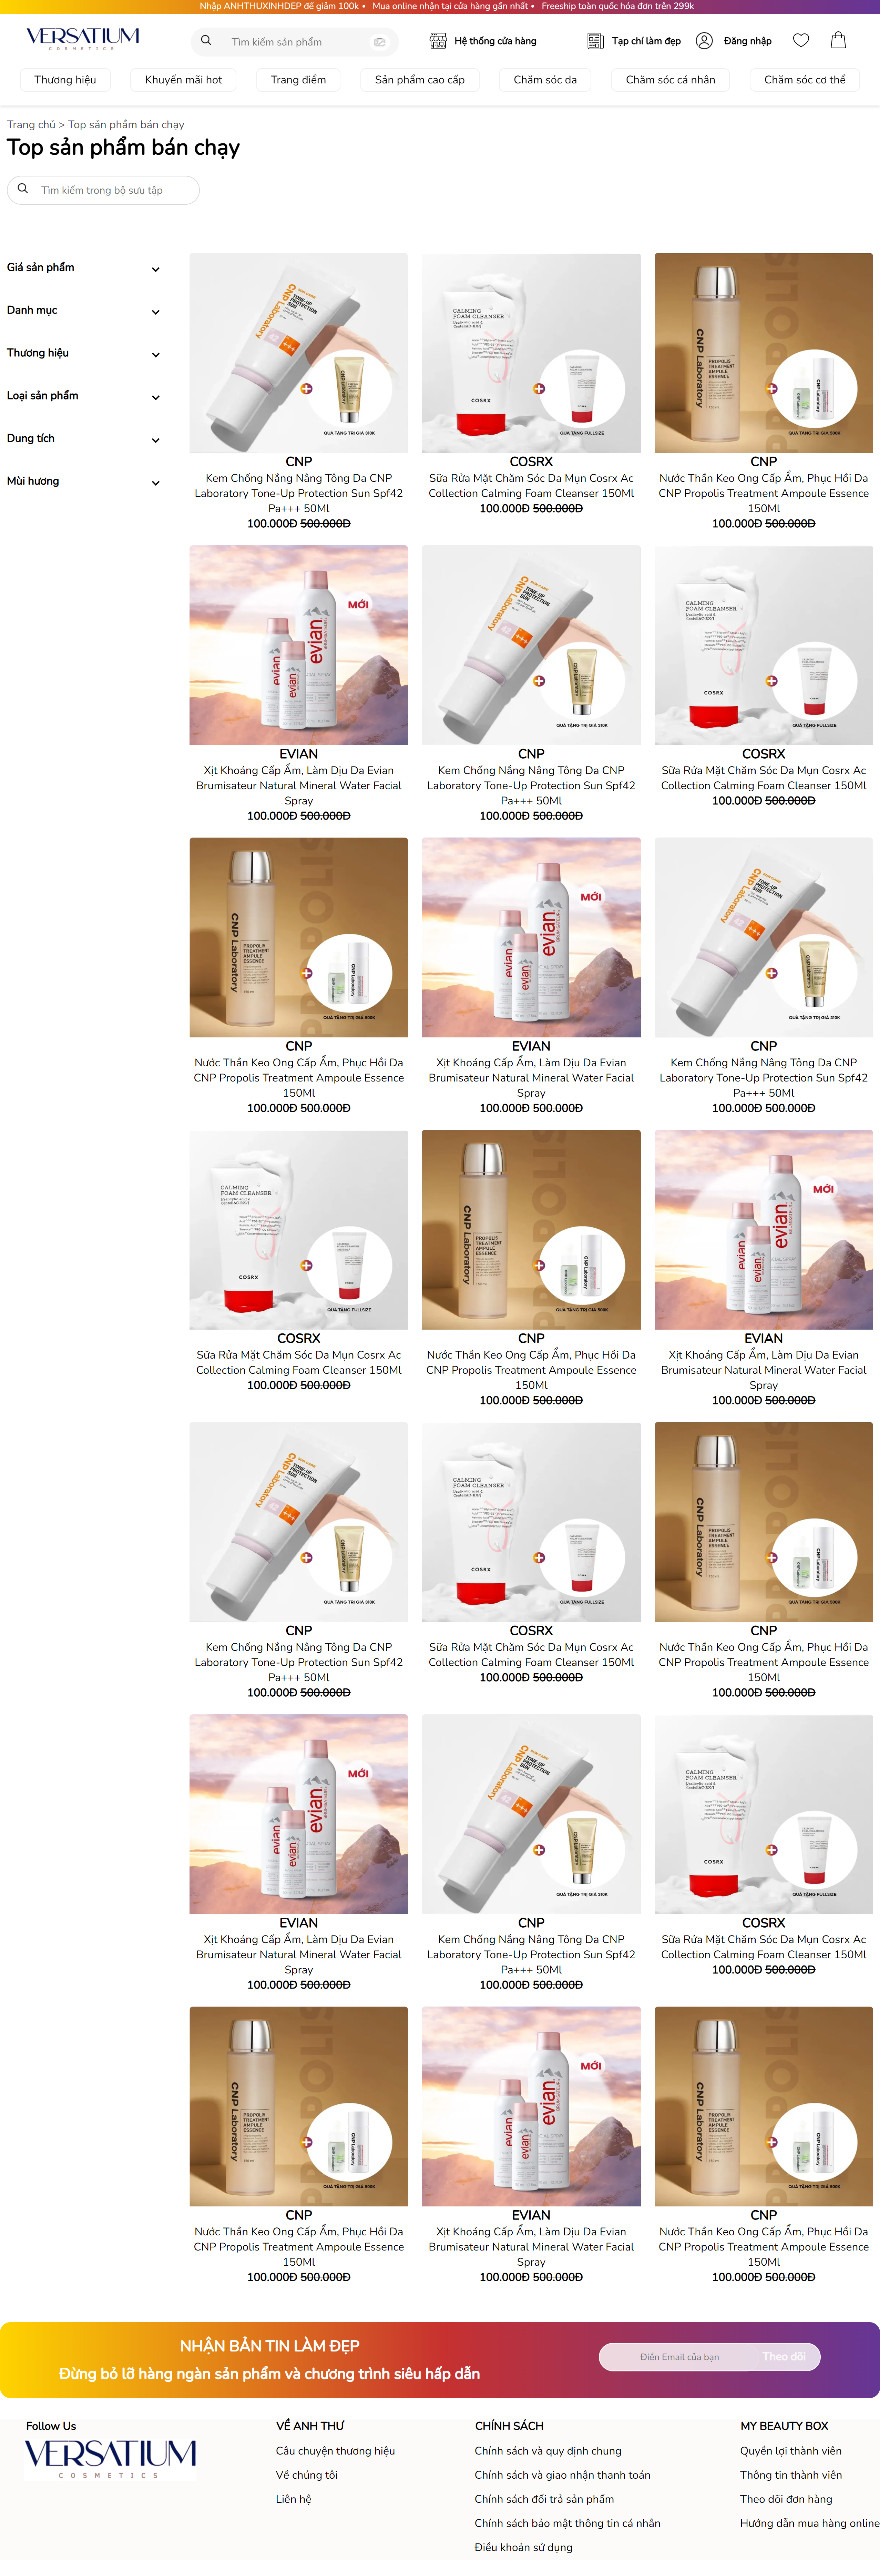 Nhập ANHTHUXINHDEP để giảm 100k • Mua online nhận tại cửa hàng gần nhất • Freeship toàn quốc hóa đơn trên 299k
VERSATIUM
COSMETICS
Tìm kiếm sản phẩm
Hệ thống cửa hàng
Tạp chí làm đẹp
Đăng nhập
Thương hiệu
Khuyến mãi hot
Trang điểm
Sản phẩm cao cấp
Chăm sóc da
Chăm sóc cá nhân
Chăm sóc cơ thể
Trang chủ > Top sản phẩm bán chạy
Top sản phẩm bán chạy
Tìm kiếm trong bộ sưu tập
Giá sản phẩm
Danh mục
Thương hiệu
Loại sản phẩm
Dung tích
Mùi hương
CNP
Kem Chống Nắng Nâng Tông Da CNP
Laboratory Tone-Up Protection Sun Spf42
Pa+++ 50Ml
100.000Đ 500.000Đ
COSRX
Sữa Rửa Mặt Chăm Sóc Da Mụn Cosrx Ac
Collection Calming Foam Cleanser 150Ml
100.000Đ 500.000Đ
CNP
Nước Thần Keo Ong Cấp Ẩm, Phục Hồi Da
CNP Propolis Treatment Ampoule Essence
150Ml
100.000Đ 500.000Đ
MỚI
EVIAN
Xịt Khoáng Cấp Ẩm, Làm Dịu Da Evian
Brumisateur Natural Mineral Water Facial
Spray
100.000Đ 500.000Đ
CNP
Kem Chống Nắng Nâng Tông Da CNP
Laboratory Tone-Up Protection Sun Spf42
Pa+++ 50Ml
100.000Đ 500.000Đ
COSRX
Sữa Rửa Mặt Chăm Sóc Da Mụn Cosrx Ac
Collection Calming Foam Cleanser 150Ml
100.000Đ 500.000Đ
CNP
Nước Thần Keo Ong Cấp Ẩm, Phục Hồi Da
CNP Propolis Treatment Ampoule Essence
150Ml
100.000Đ 500.000Đ
MỚI
EVIAN
Xịt Khoáng Cấp Ẩm, Làm Dịu Da Evian
Brumisateur Natural Mineral Water Facial
Spray
100.000Đ 500.000Đ
CNP
Kem Chống Nắng Nâng Tông Da CNP
Laboratory Tone-Up Protection Sun Spf42
Pa+++ 50Ml
100.000Đ 500.000Đ
COSRX
Sữa Rửa Mặt Chăm Sóc Da Mụn Cosrx Ac
Collection Calming Foam Cleanser 150Ml
100.000Đ 500.000Đ
CNP
Nước Thần Keo Ong Cấp Ẩm, Phục Hồi Da
CNP Propolis Treatment Ampoule Essence
150Ml
100.000Đ 500.000Đ
MỚI
EVIAN
Xịt Khoáng Cấp Ẩm, Làm Dịu Da Evian
Brumisateur Natural Mineral Water Facial
Spray
100.000Đ 500.000Đ
CNP
Kem Chống Nắng Nâng Tông Da CNP
Laboratory Tone-Up Protection Sun Spf42
Pa+++ 50Ml
100.000Đ 500.000Đ
COSRX
Sữa Rửa Mặt Chăm Sóc Da Mụn Cosrx Ac
Collection Calming Foam Cleanser 150Ml
100.000Đ 500.000Đ
CNP
Nước Thần Keo Ong Cấp Ẩm, Phục Hồi Da
CNP Propolis Treatment Ampoule Essence
150Ml
100.000Đ 500.000Đ
MỚI
EVIAN
Xịt Khoáng Cấp Ẩm, Làm Dịu Da Evian
Brumisateur Natural Mineral Water Facial
Spray
100.000Đ 500.000Đ
CNP
Kem Chống Nắng Nâng Tông Da CNP
Laboratory Tone-Up Protection Sun Spf42
Pa+++ 50Ml
100.000Đ 500.000Đ
COSRX
Sữa Rửa Mặt Chăm Sóc Da Mụn Cosrx Ac
Collection Calming Foam Cleanser 150Ml
100.000Đ 500.000Đ
CNP
Nước Thần Keo Ong Cấp Ẩm, Phục Hồi Da
CNP Propolis Treatment Ampoule Essence
150Ml
100.000Đ 500.000Đ
MỚI
EVIAN
Xịt Khoáng Cấp Ẩm, Làm Dịu Da Evian
Brumisateur Natural Mineral Water Facial
Spray
100.000Đ 500.000Đ
CNP
Nước Thần Keo Ong Cấp Ẩm, Phục Hồi Da
CNP Propolis Treatment Ampoule Essence
150Ml
100.000Đ 500.000Đ
NHẬN BẢN TIN LÀM ĐẸP
Đừng bỏ lỡ hàng ngàn sản phẩm và chương trình siêu hấp dẫn
Điền Email của bạn
Theo dõi
Follow Us
VERSATIUM
COSMETICS
VỀ ANH THƯ
Câu chuyện thương hiệu
Về chúng tôi
Liên hệ
CHÍNH SÁCH
Chính sách và quy định chung
Chính sách và giao nhận thanh toán
Chính sách đổi trả sản phẩm
Chính sách bảo mật thông tin cá nhân
Điều khoản sử dụng
MY BEAUTY BOX
Quyền lợi thành viên
Thông tin thành viên
Theo dõi đơn hàng
Hướng dẫn mua hàng online